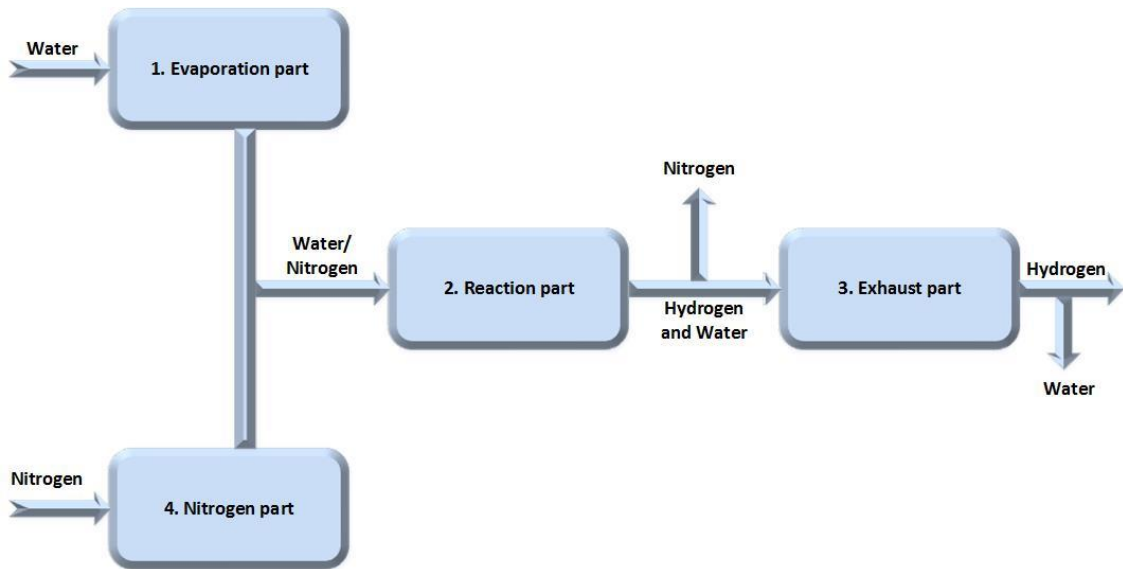 Water
1. Evaporation part
Nitrogen
Water/
Nitrogen
2. Reaction part
Hydrogen
and Water
3. Exhaust part
Hydrogen
Water
Nitrogen
4. Nitrogen part